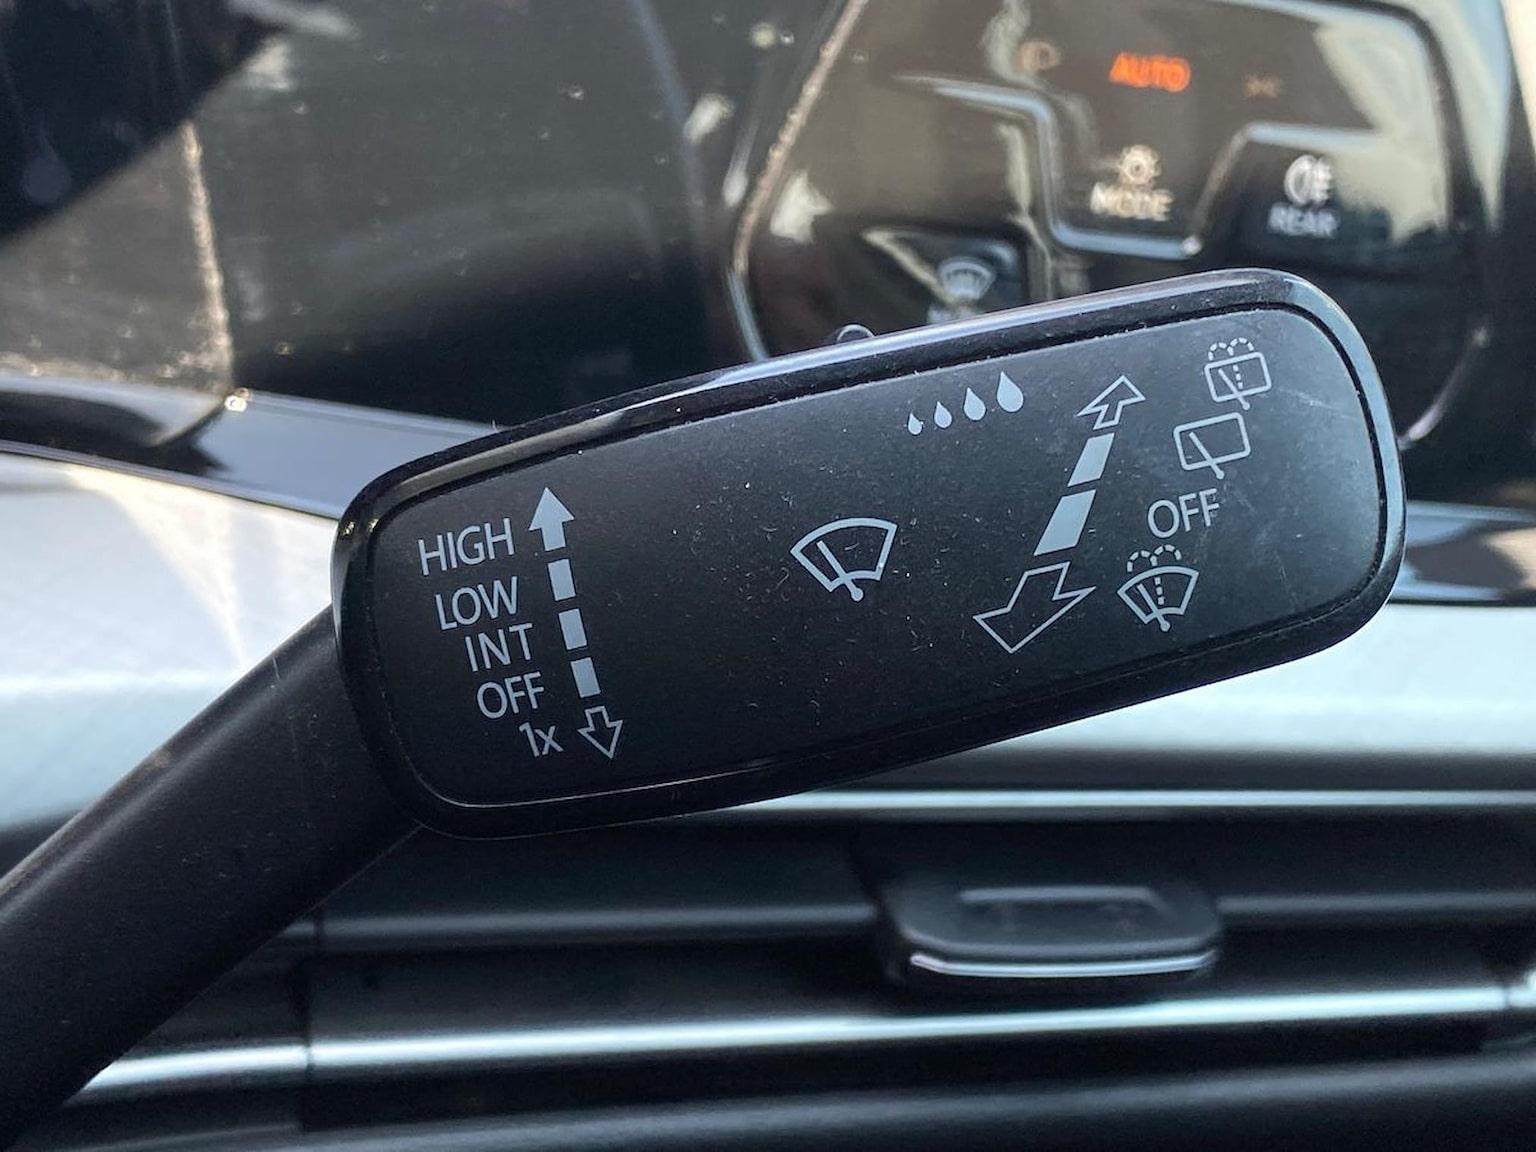 AUTO
MODE
REAR
HIGH
LOW
INT
OFF
1x
OFF